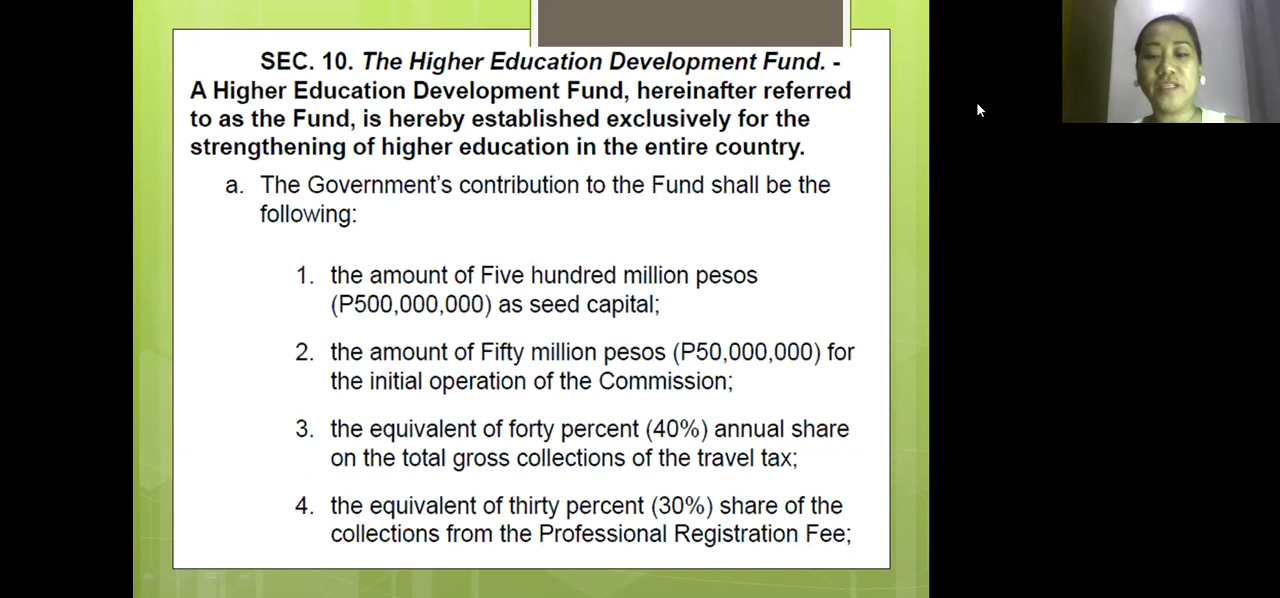 SEC. 10. The Higher Education Development Fund. -
A Higher Education Development Fund, hereinafter referred
to as the Fund, is hereby established exclusively for the
strengthening of higher education in the entire country.
a. The Government's contribution to the Fund shall be the
following:
1. the amount of Five hundred million pesos
(P500,000,000) as seed capital;
2. the amount of Fifty million pesos (P50,000,000) for
the initial operation of the Commission;
3. the equivalent of forty percent (40%) annual share
on the total gross collections of the travel tax;
4. the equivalent of thirty percent (30%) share of the
collections from the Professional Registration Fee;